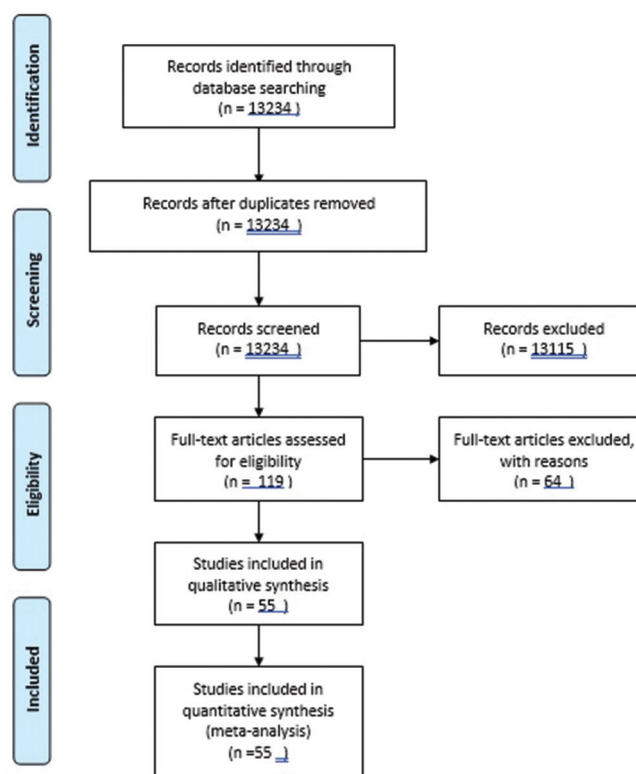 Identification
Records identified through
database searching
(n = 13234 )
Records after duplicates removed
(n = 13234 )
Screening
Records screened
(n = 13234 )
Records excluded
(n = 13115 )
Eligibility
Full-text articles assessed
for eligibility
(n = 119 )
Full-text articles excluded,
with reasons
(n = 64 )
Studies included in
qualitative synthesis
(n = 55 )
Included
Studies included in
quantitative synthesis
(meta-analysis)
(n =55 )